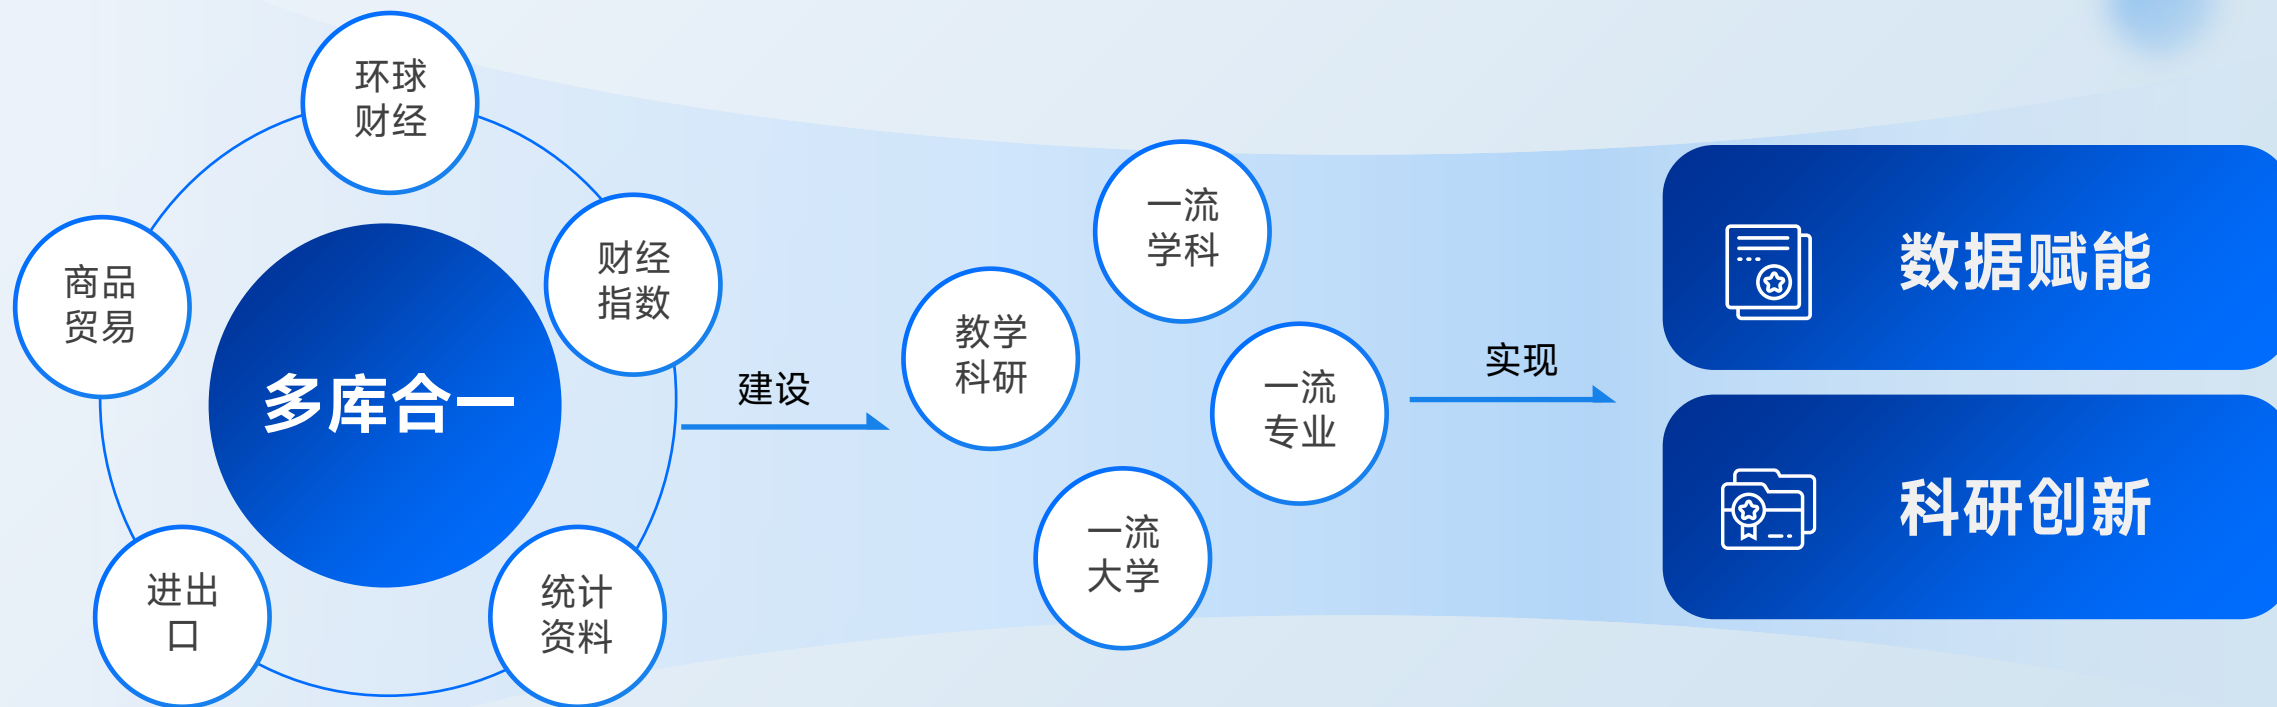 环球
财经
财经
指数
商品
贸易
多库合一
进出
口
统计
资料
建设
一流
学科
教学
科研
一流
专业
一流
大学
实现
数据赋能
科研创新